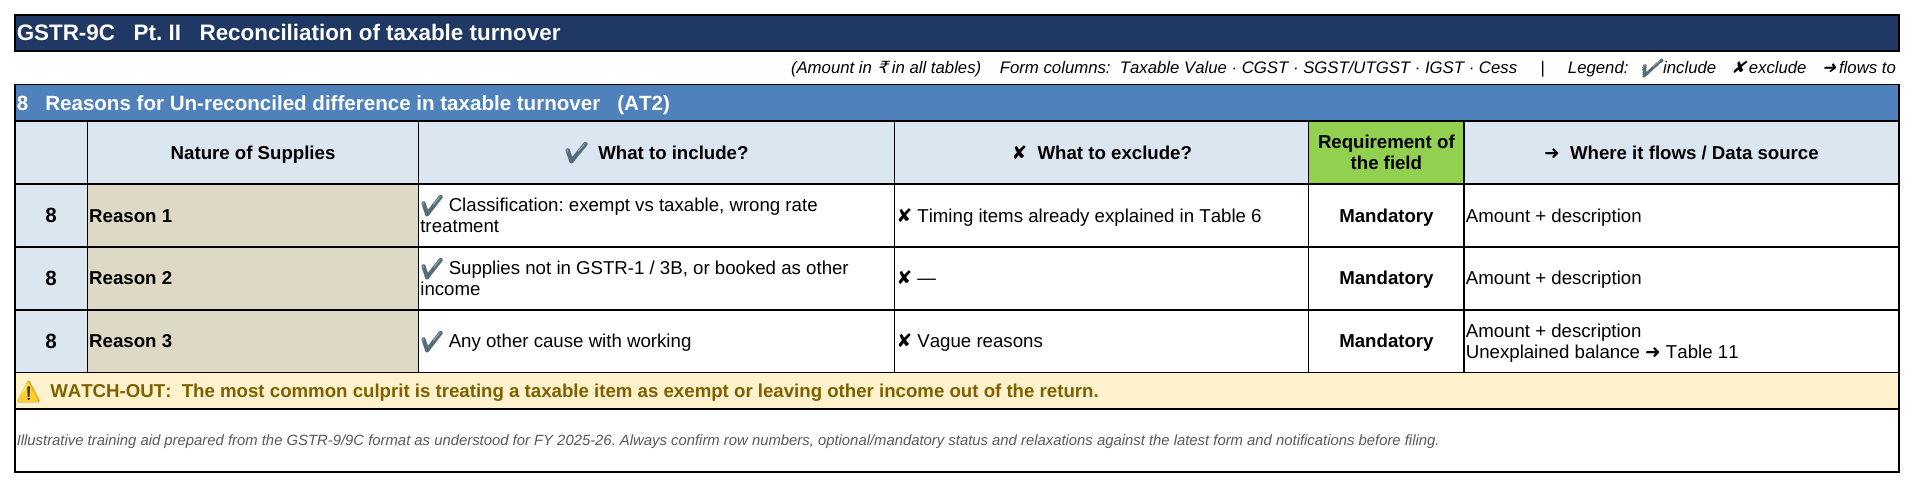 GSTR-9C Pt. II Reconciliation of taxable turnover
(Amount in ₹ in all tables) Form columns: Taxable Value · CGST · SGST/UTGST · IGST · Cess | Legend: ✔include ✘exclude ➔flows to
8 Reasons for Un-reconciled difference in taxable turnover (AT2)
Nature of Supplies
✔ What to include?
✘ What to exclude?
Requirement of
the field
➔ Where it flows / Data source
8
Reason 1
✔ Classification: exempt vs taxable, wrong rate
treatment
✘ Timing items already explained in Table 6
Mandatory
Amount + description
8
Reason 2
✔ Supplies not in GSTR-1 / 3B, or booked as other
income
✘ —
Mandatory
Amount + description
8
Reason 3
✔ Any other cause with working
✘ Vague reasons
Mandatory
Amount + description
Unexplained balance ➔ Table 11
⚠ WATCH-OUT: The most common culprit is treating a taxable item as exempt or leaving other income out of the return.
Illustrative training aid prepared from the GSTR-9/9C format as understood for FY 2025-26. Always confirm row numbers, optional/mandatory status and relaxations against the latest form and notifications before filing.